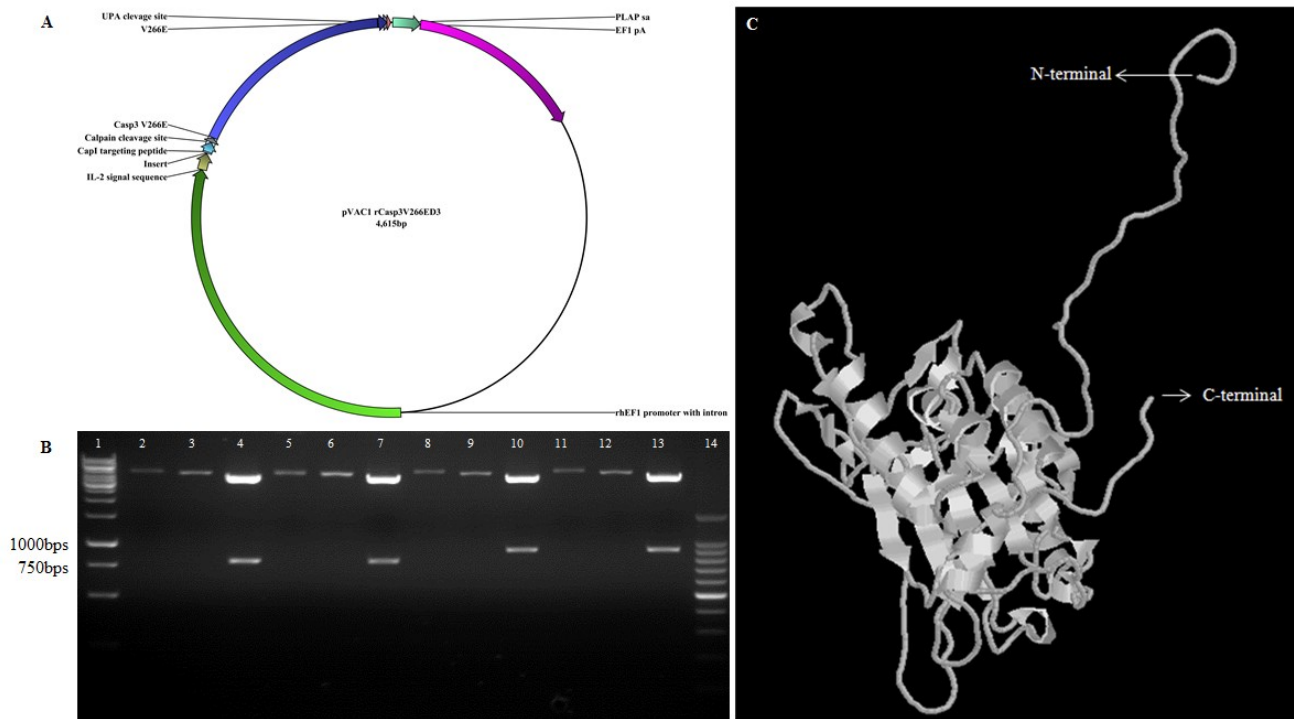 A
UPA clevage site
V266E
PLAP sa
EF1 pA
Casp3 V266E
Calpain cleavage site
CapI targeting peptide
Insert
IL-2 signal sequence
pVAC1 rCasp3V266ED3
4,615bp
rhEF1 promoter with intron
B
1 2 3 4 5 6 7 8 9 10 11 12 13 14
1000bps
750bps
C
N-terminal
C-terminal